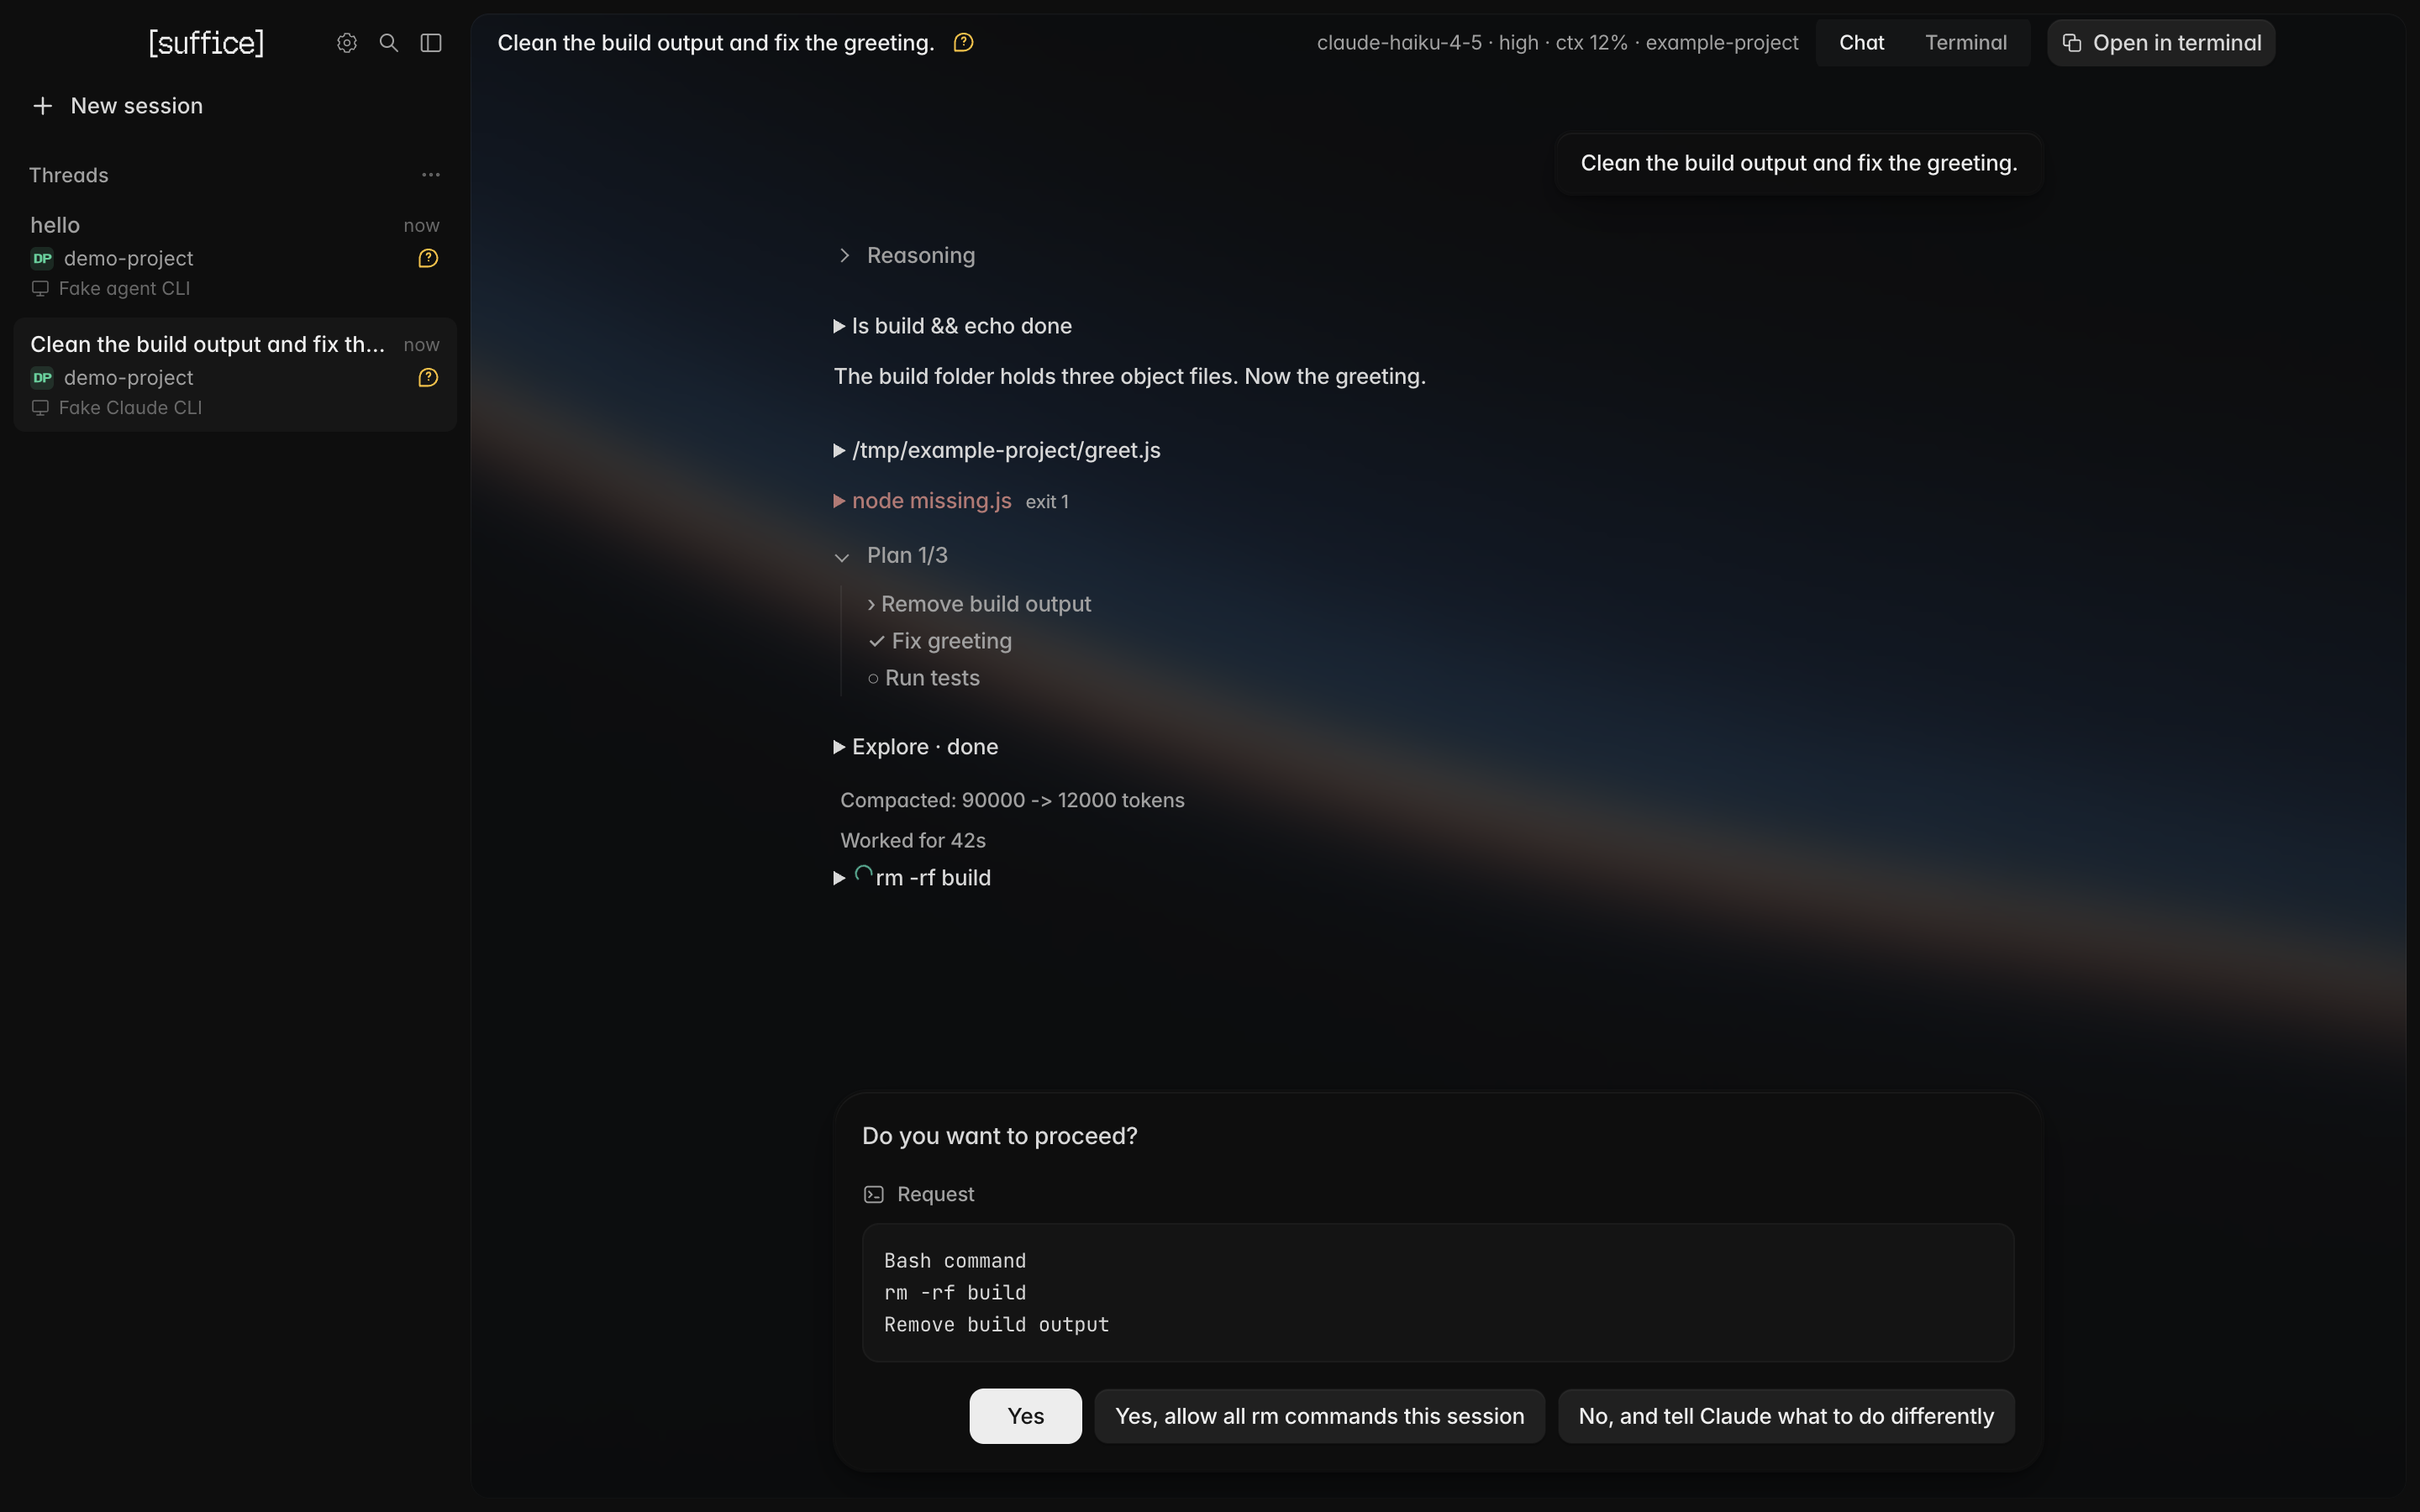 [suffice]
New session
Threads
hello now
DP demo-project
Fake agent CLI
Clean the build output and fix th... now
DP demo-project
Fake Claude CLI
Clean the build output and fix the greeting.
claude-haiku-4-5 · high · ctx 12% · example-project
Chat
Terminal
Open in terminal
Clean the build output and fix the greeting.
Reasoning
ls build && echo done
The build folder holds three object files. Now the greeting.
/tmp/example-project/greet.js
node missing.js exit 1
Plan 1/3
› Remove build output
✓ Fix greeting
○ Run tests
Explore · done
Compacted: 90000 -> 12000 tokens
Worked for 42s
rm -rf build
Do you want to proceed?
Request
Bash command
rm -rf build
Remove build output
Yes
Yes, allow all rm commands this session
No, and tell Claude what to do differently